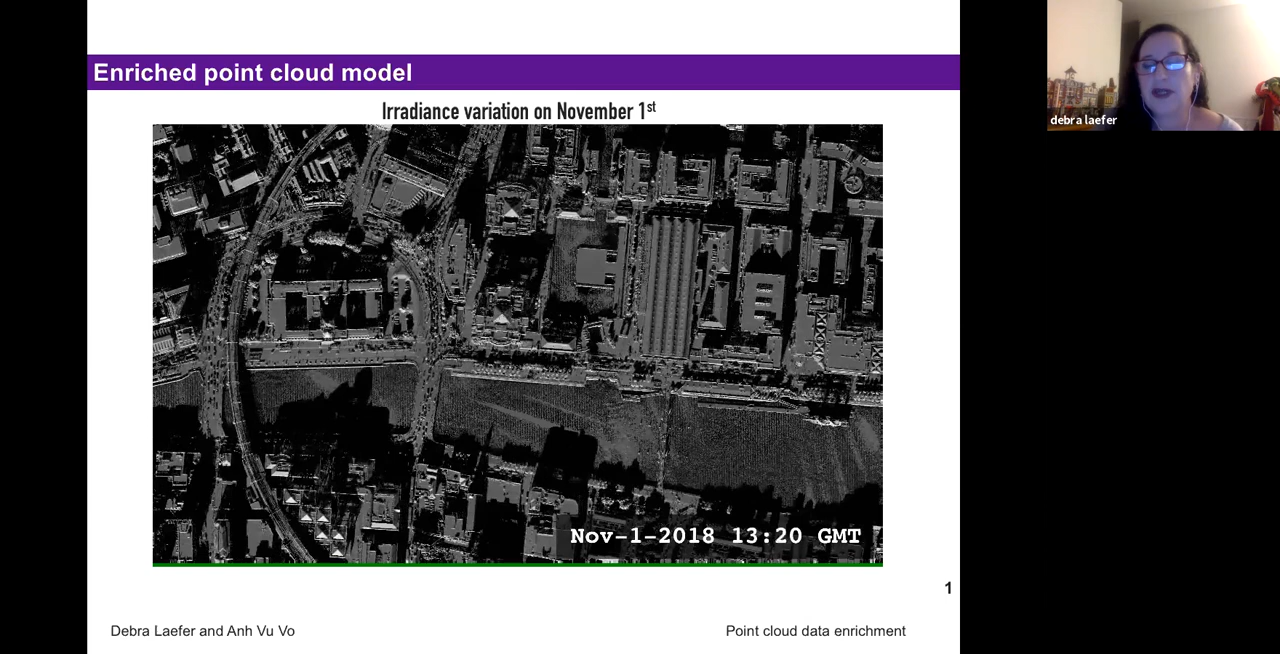 Enriched point cloud model
Irradiance variation on November 1st
debra laefer
Nov-1-2018 13:20 GMT
1
Debra Laefer and Anh Vu Vo
Point cloud data enrichment